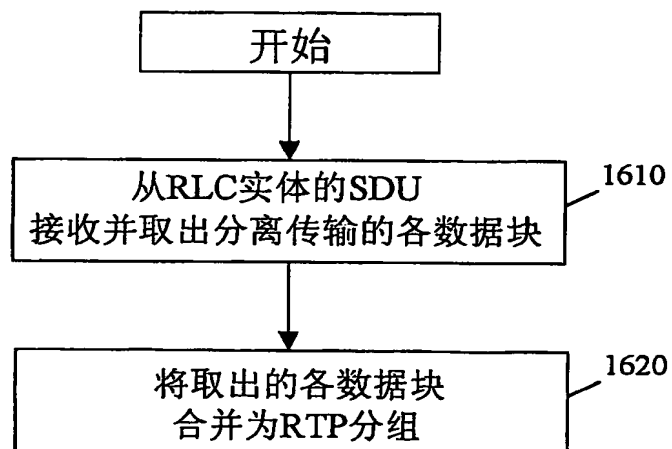 开始
从RLC实体的SDU
接收并取出分离传输的各数据块
1610
将取出的各数据块
合并为RTP分组
1620